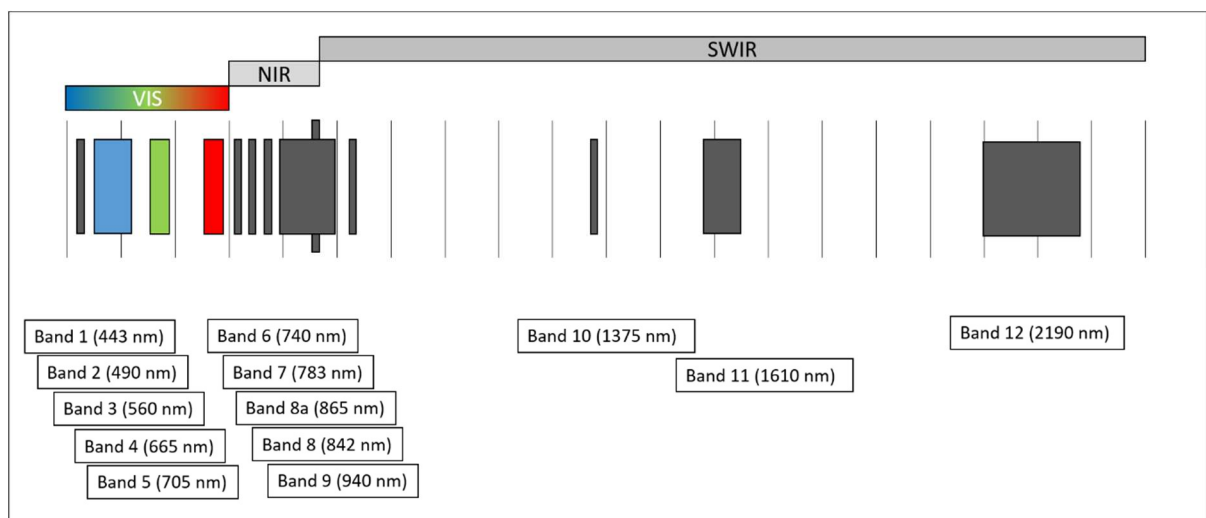 SWIR
NIR
VIS
Band 1 (443 nm)
Band 2 (490 nm)
Band 3 (560 nm)
Band 4 (665 nm)
Band 5 (705 nm)
Band 6 (740 nm)
Band 7 (783 nm)
Band 8a (865 nm)
Band 8 (842 nm)
Band 9 (940 nm)
Band 10 (1375 nm)
Band 11 (1610 nm)
Band 12 (2190 nm)